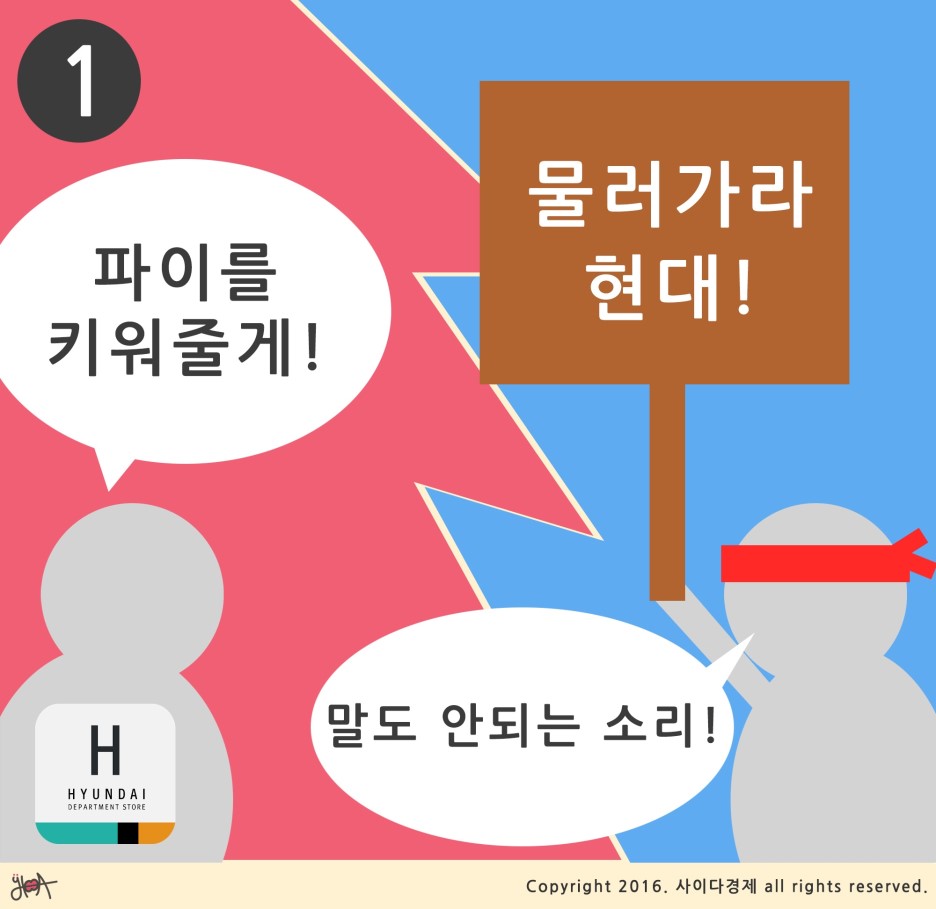 1
파이를
키워줄게!
물러가라
현대!
말도 안되는 소리!
H
HYUNDAI
DEPARTMENT STORE
Copyright 2016. 사이다경제 all rights reserved.